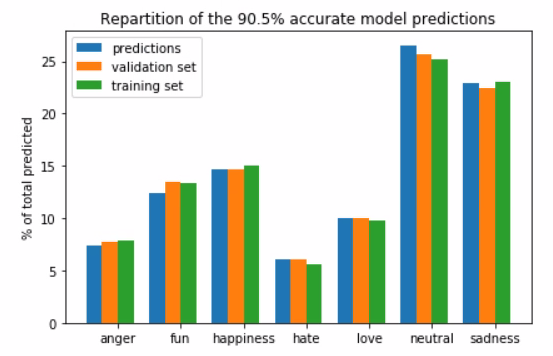 Repartition of the 90.5% accurate model predictions
predictions
validation set
training set
% of total predicted
25
20
15
10
5
0
anger fun happiness hate love neutral sadness